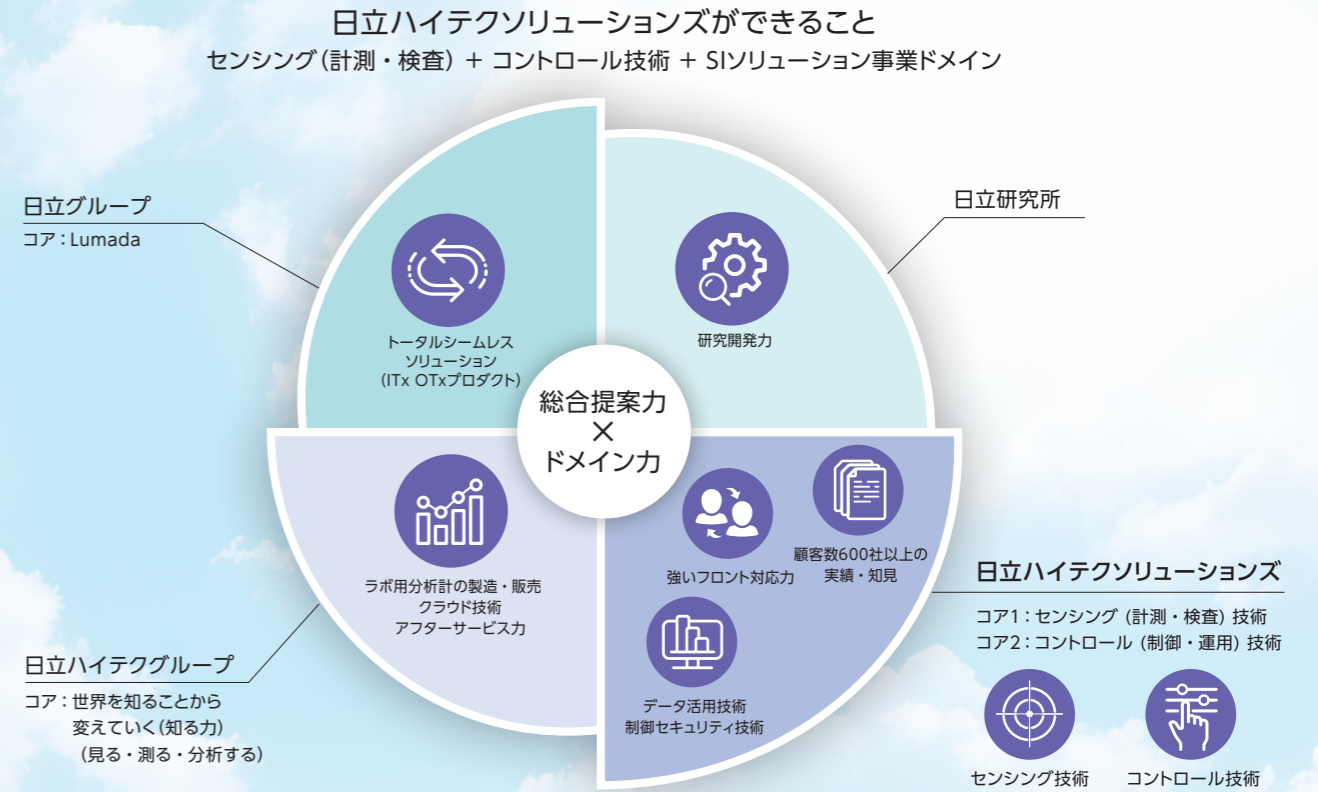 日立ハイテクソリューションズができること
センシング(計測・検査) + コントロール技術 + SIソリューション事業ドメイン
日立グループ
コア:Lumada
トータルシームレス
ソリューション
(ITx OTxプロダクト)
日立研究所
研究開発力
総合提案力
×
ドメイン力
ラボ用分析計の製造・販売
クラウド技術
アフターサービス力
日立ハイテクグループ
コア:世界を知ることから
変えていく(知る力)
(見る・測る・分析する)
強いフロント対応力
顧客数600社以上の
実績・知見
データ活用技術
制御セキュリティ技術
日立ハイテクソリューションズ
コア1:センシング (計測・検査) 技術
コア2:コントロール (制御・運用) 技術
センシング技術
コントロール技術